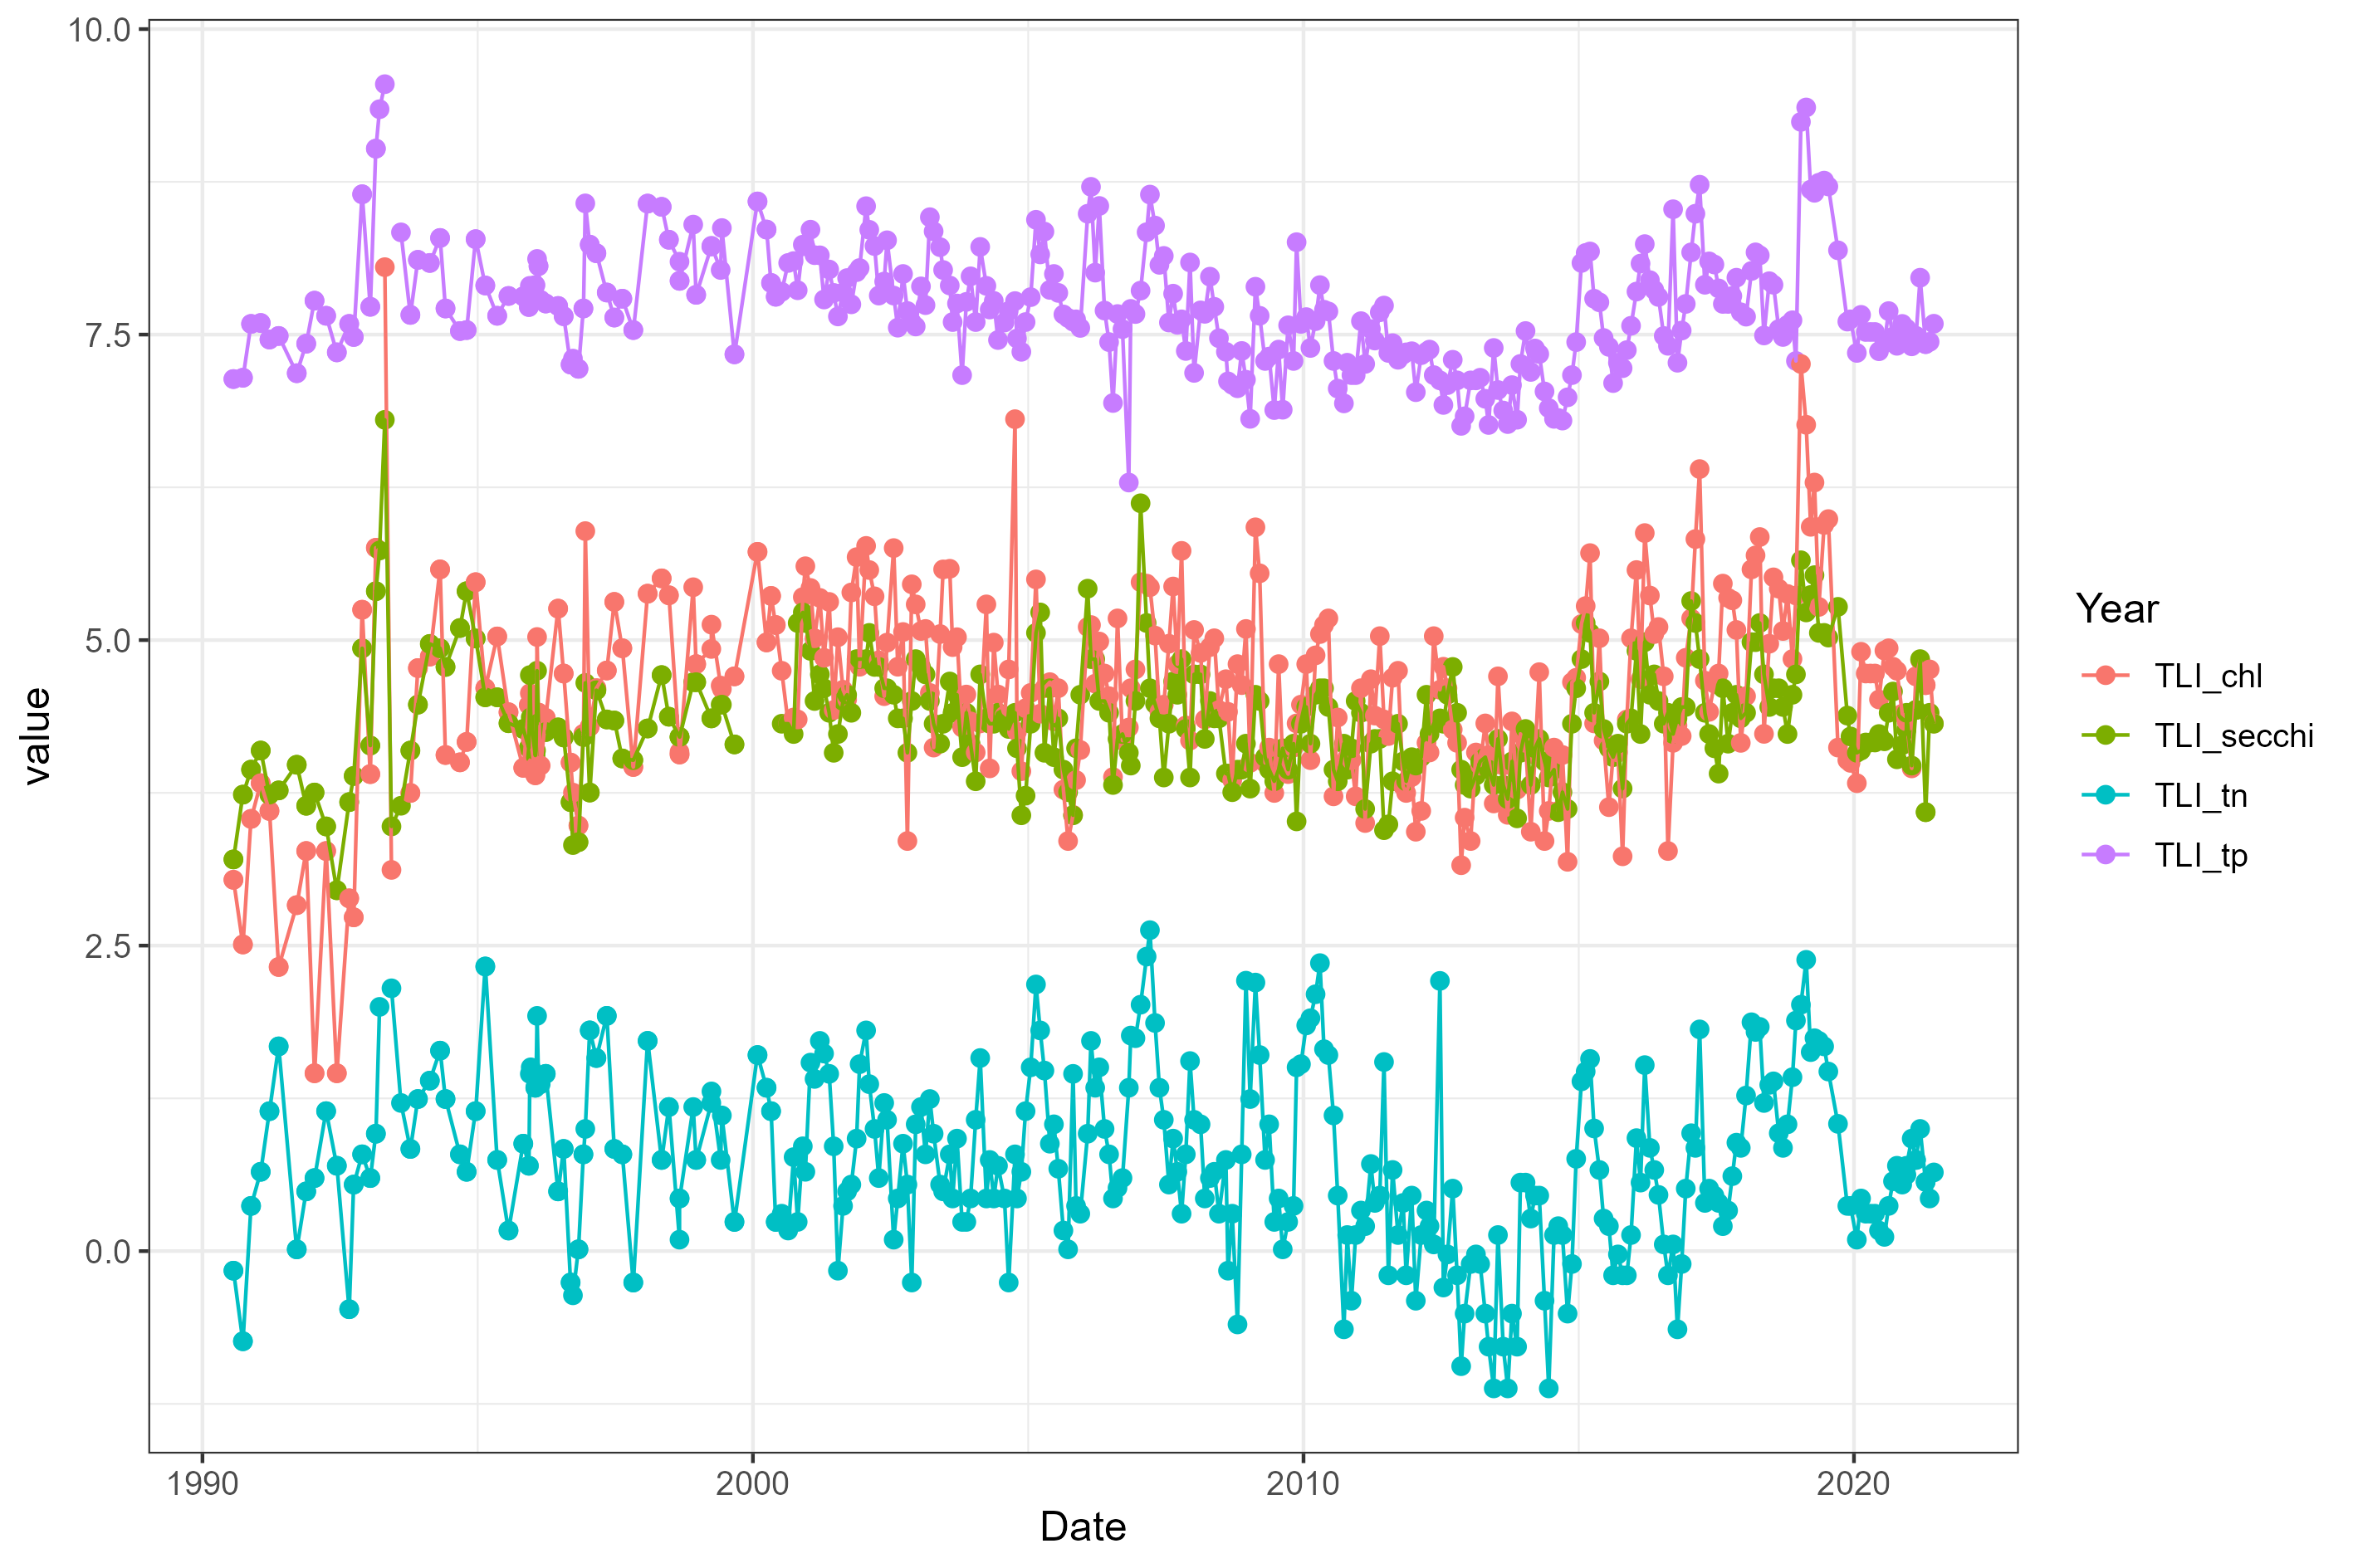 10.0
7.5
5.0
2.5
0.0
value
1990
2000
2010
2020
Date
Year
TLI_chl
TLI_secchi
TLI_tn
TLI_tp